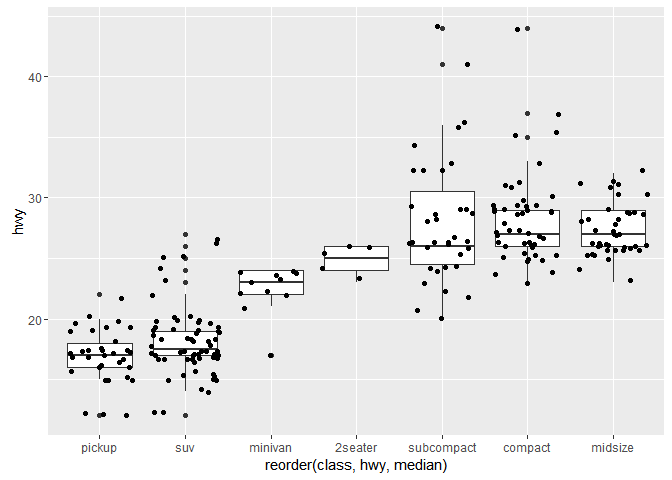 40
30
20
hwy
pickup suv minivan 2seater subcompact compact midsize
reorder(class, hwy, median)